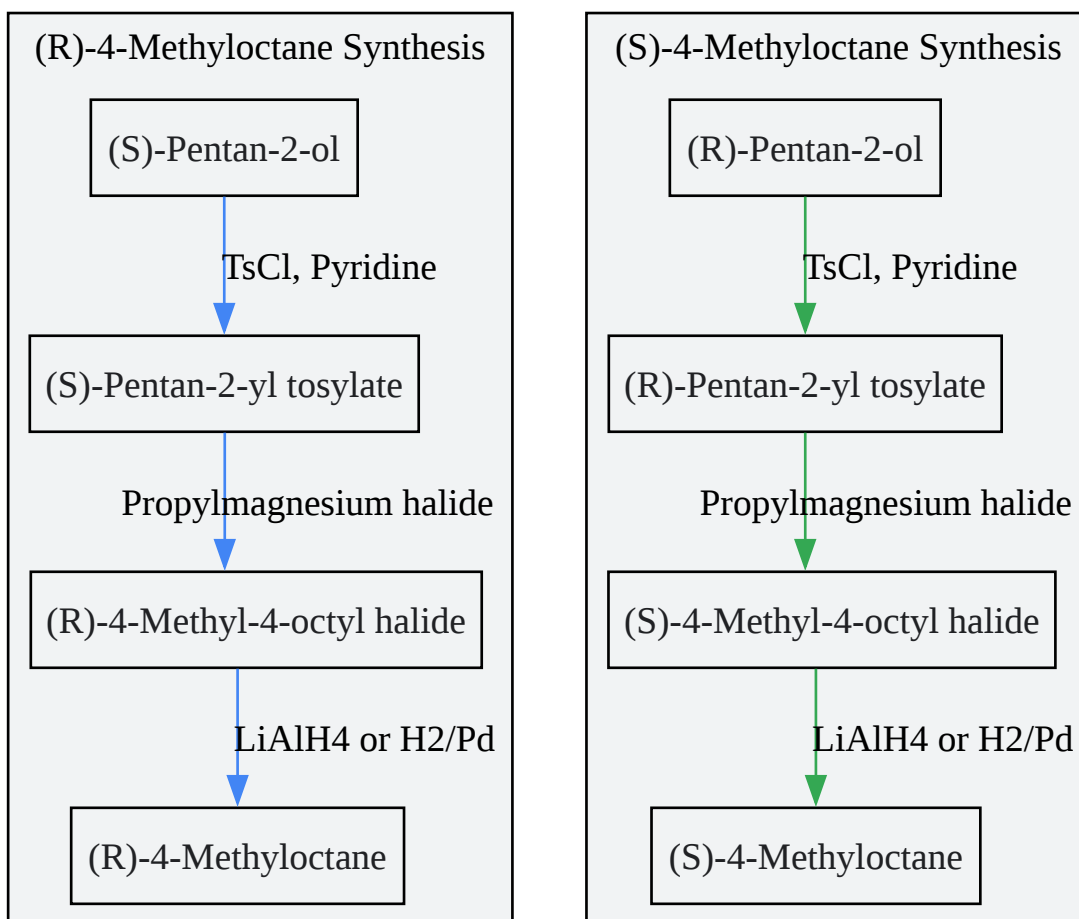 (R)-4-Methyloctane Synthesis
(S)-Pentan-2-ol
TsCl, Pyridine
(S)-Pentan-2-yl tosylate
Propylmagnesium halide
(R)-4-Methyl-4-octyl halide
LiAlH4 or H2/Pd
(R)-4-Methyloctane
(S)-4-Methyloctane Synthesis
(R)-Pentan-2-ol
TsCl, Pyridine
(R)-Pentan-2-yl tosylate
Propylmagnesium halide
(S)-4-Methyl-4-octyl halide
LiAlH4 or H2/Pd
(S)-4-Methyloctane